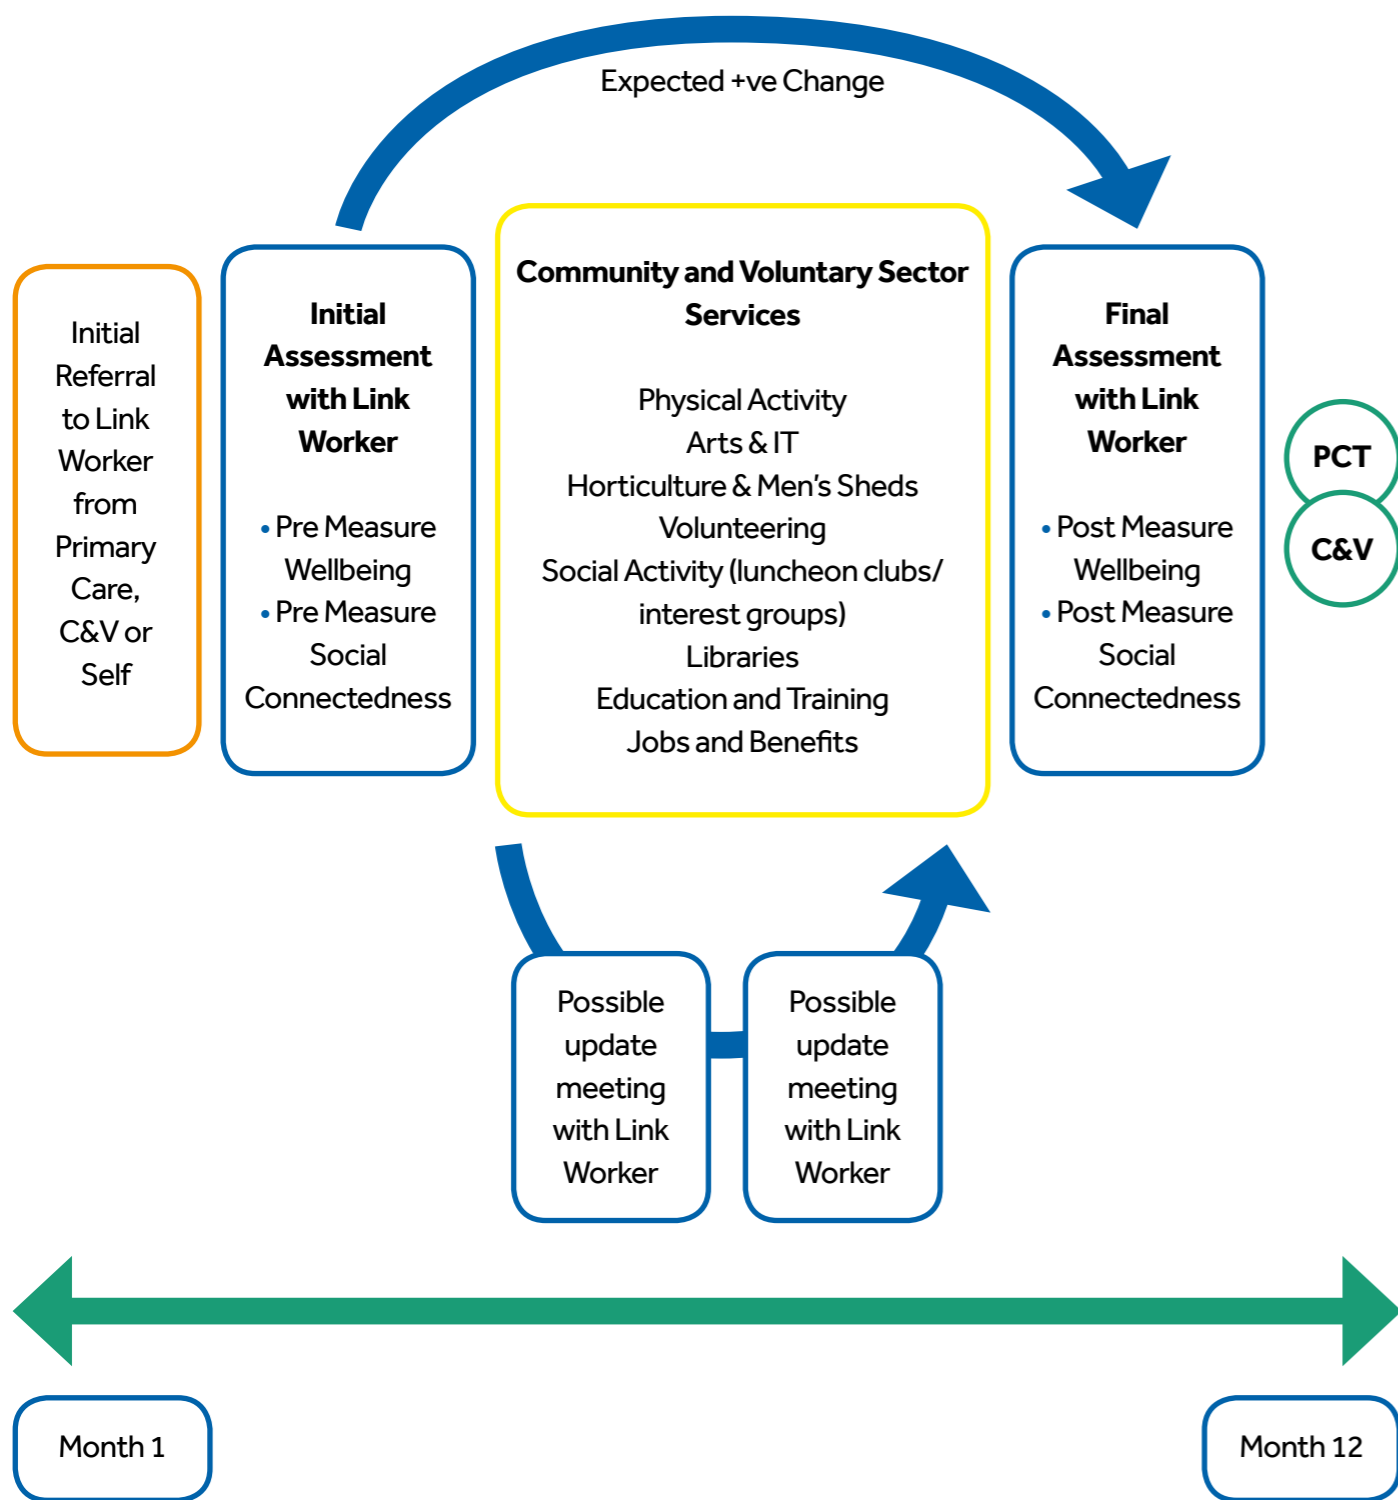 Expected +ve Change
Initial
Referral
to Link
Worker
from
Primary
Care,
C&V or
Self
Initial
Assessment
with Link
Worker
• Pre Measure
Wellbeing
• Pre Measure
Social
Connectedness
Community and Voluntary Sector
Services
Physical Activity
Arts & IT
Horticulture & Men's Sheds
Volunteering
Social Activity (luncheon clubs/
interest groups)
Libraries
Education and Training
Jobs and Benefits
Final
Assessment
with Link
Worker
• Post Measure
Wellbeing
• Post Measure
Social
Connectedness
PCT
C&V
Possible
update
meeting
with Link
Worker
Possible
update
meeting
with Link
Worker
Month 1
Month 12